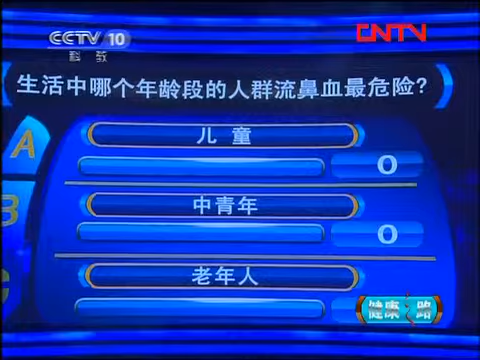 CCTV 10
科教
CNTV
生活中哪个年龄段的人群流鼻血最危险?
A
儿童
0
B
中青年
0
C
老年人
健康之路